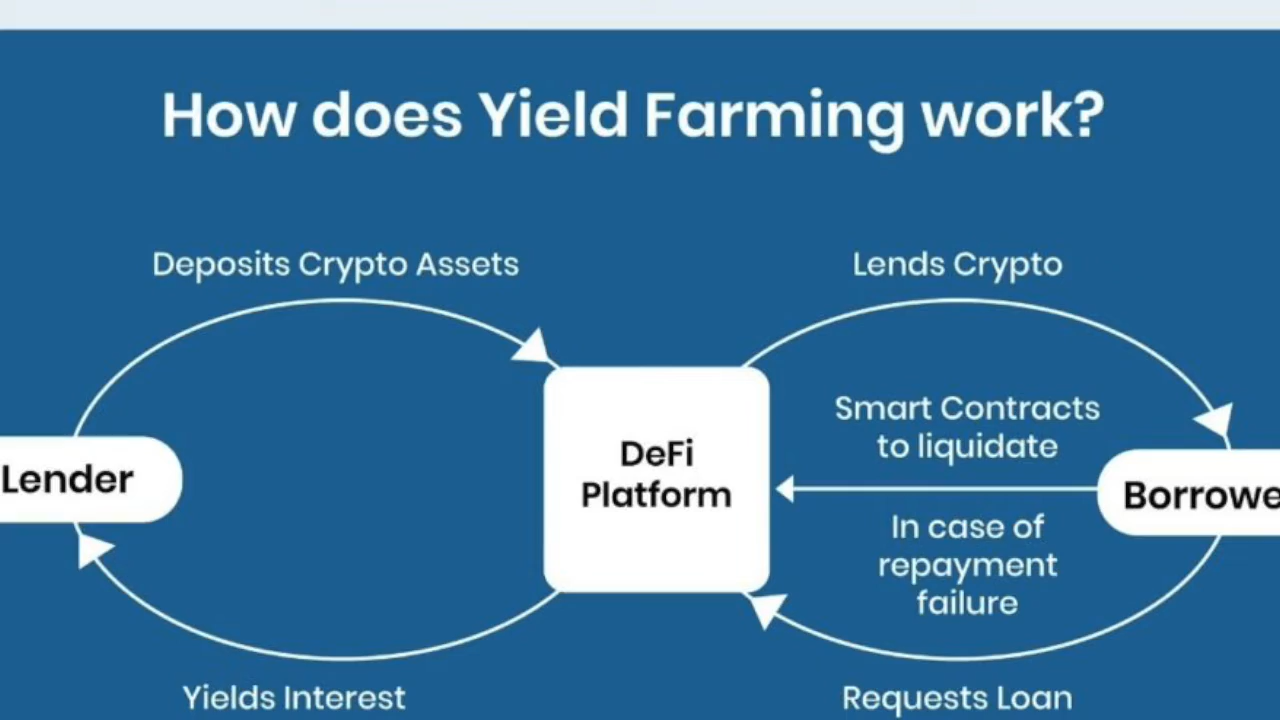 How does Yield Farming work?
Deposits Crypto Assets
Lends Crypto
Smart Contracts
to liquidate
DeFi
Platform
Lender
Borrowe
In case of
repayment
failure
Yields Interest
Requests Loan